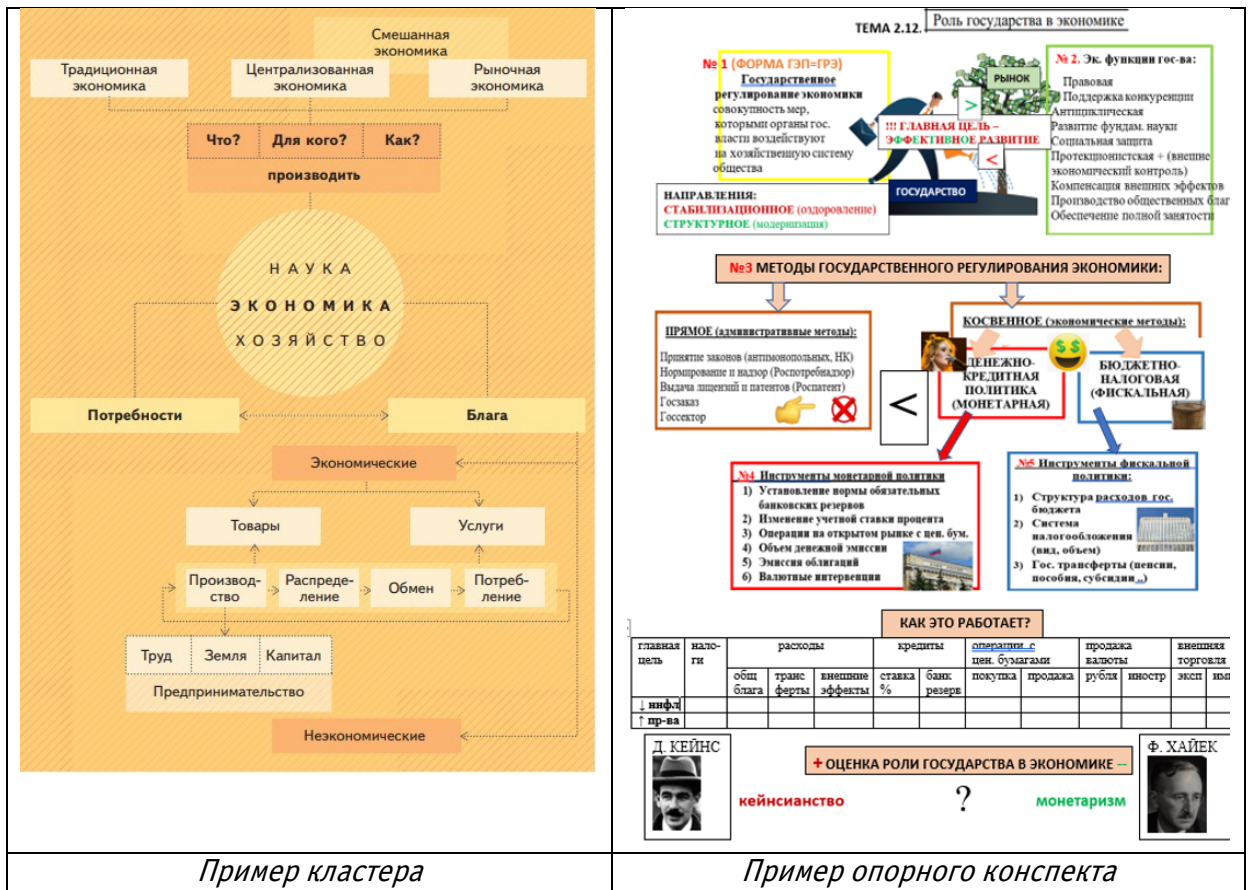 Смешанная
экономика
Традиционная
экономика
Централизованная
экономика
Рыночная
экономика
Что? Для кого? Как?
производить
НАУКА
ЭКОНОМИКА
ХОЗЯЙСТВО
Потребности
Блага
Экономические
Товары
Услуги
Производ-
ство
Распреде-
ление
Обмен
Потреб-
ление
Труд Земля Капитал
Предпринимательство
Неэкономические
Пример кластера
ТЕМА 2.12. Роль государства в экономике
№ 1 (ФОРМА ГЭП=ГРЭ)
Государственное
регулирование экономики
совокупность мер,
которыми органы гос.
власти воздействуют
на хозяйственную систему
общества
РЫНОК
>
!!! ГЛАВНАЯ ЦЕЛЬ –
ЭФФЕКТИВНОЕ РАЗВИТИЕ
<
ГОСУДАРСТВО
№ 2. Эк. функции гос-ва:
Правовая
Поддержка конкуренции
Антициклическая
Развитие фундам. науки
Социальная защита
Протекционистская + (внешне
экономический контроль)
Компенсация внешних эффектов
Производство общественных благ
Обеспечение полной занятости
НАПРАВЛЕНИЯ:
СТАБИЛИЗАЦИОННОЕ (оздоровление)
СТРУКТУРНОЕ (модернизация)
№3 МЕТОДЫ ГОСУДАРСТВЕННОГО РЕГУЛИРОВАНИЯ ЭКОНОМИКИ:
ПРЯМОЕ (административные методы):
Принятие законов (антимонопольных, НК)
Нормирование и надзор (Роспотребнадзор)
Выдача лицензий и патентов (Роспатент)
Госзаказ
Госсектор
<
КОСВЕННОЕ (экономические методы):
ДЕНЕЖНО-
КРЕДИТНАЯ
ПОЛИТИКА
(МОНЕТАРНАЯ)
БЮДЖЕТНО-
НАЛОГОВАЯ
(ФИСКАЛЬНАЯ)
№4 Инструменты монетарной политики
1) Установление нормы обязательных
банковских резервов
2) Изменение учетной ставки процента
3) Операции на открытом рынке с цен. бум.
4) Объем денежной эмиссии
5) Эмиссия облигаций
6) Валютные интервенции
№5 Инструменты фискальной
политики:
1) Структура расходов гос.
бюджета
2) Система
налогообложения
(вид, объем)
3) Гос. трансферты (пенсии,
пособия, субсидии ..)
КАК ЭТО РАБОТАЕТ?
главная
цель
нало-
ги
расходы
кредиты
операции с
цен. бумагами
продажа
валюты
внешняя
торговля
общ
блага
транс
ферты
внешние
эффекты
ставка
%
банк
резерв
покупка
продажа
рубля
иностр
эксп
↓ инфл
↑ пр-ва
Д. КЕЙНС
+ ОЦЕНКА РОЛИ ГОСУДАРСТВА В ЭКОНОМИКЕ –
Ф. ХАЙЕК
кейнсианство ? монетаризм
Пример опорного конспекта